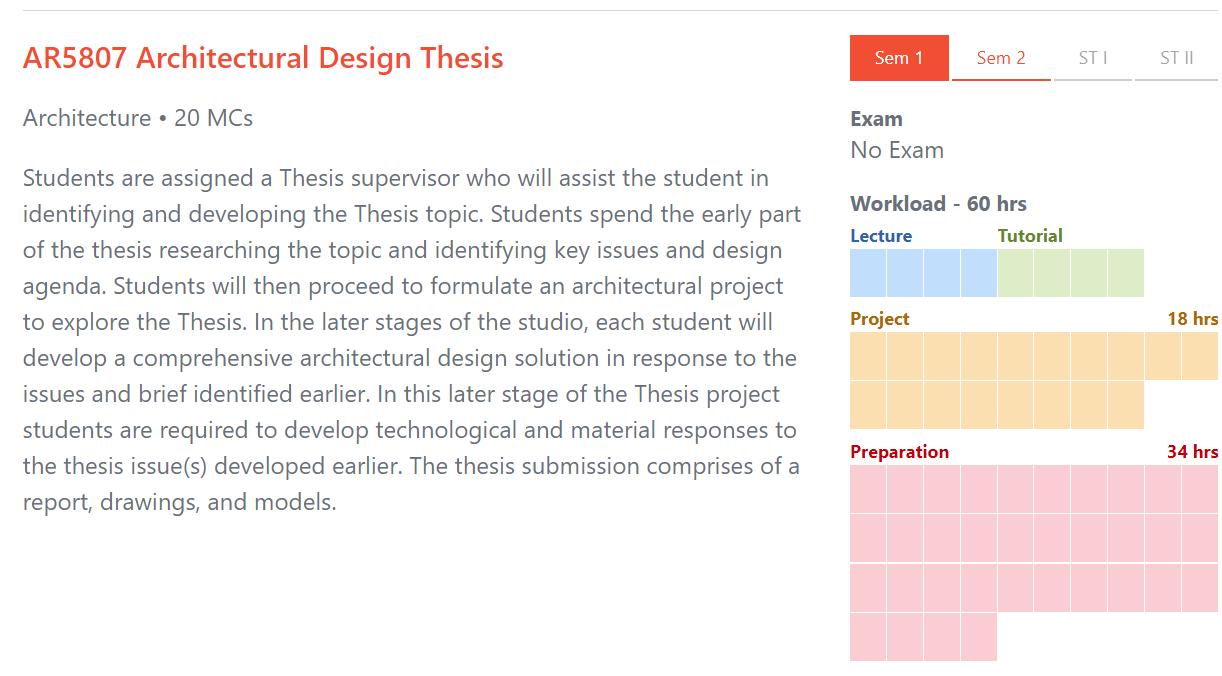 AR5807 Architectural Design Thesis
Architecture • 20 MCs
Students are assigned a Thesis supervisor who will assist the student in
identifying and developing the Thesis topic. Students spend the early part
of the thesis researching the topic and identifying key issues and design
agenda. Students will then proceed to formulate an architectural project
to explore the Thesis. In the later stages of the studio, each student will
develop a comprehensive architectural design solution in response to the
issues and brief identified earlier. In this later stage of the Thesis project
students are required to develop technological and material responses to
the thesis issue(s) developed earlier. The thesis submission comprises of a
report, drawings, and models.
Sem 1 Sem 2 ST I ST II
Exam
No Exam
Workload - 60 hrs
Lecture Tutorial
Project 18 hrs
Preparation 34 hrs